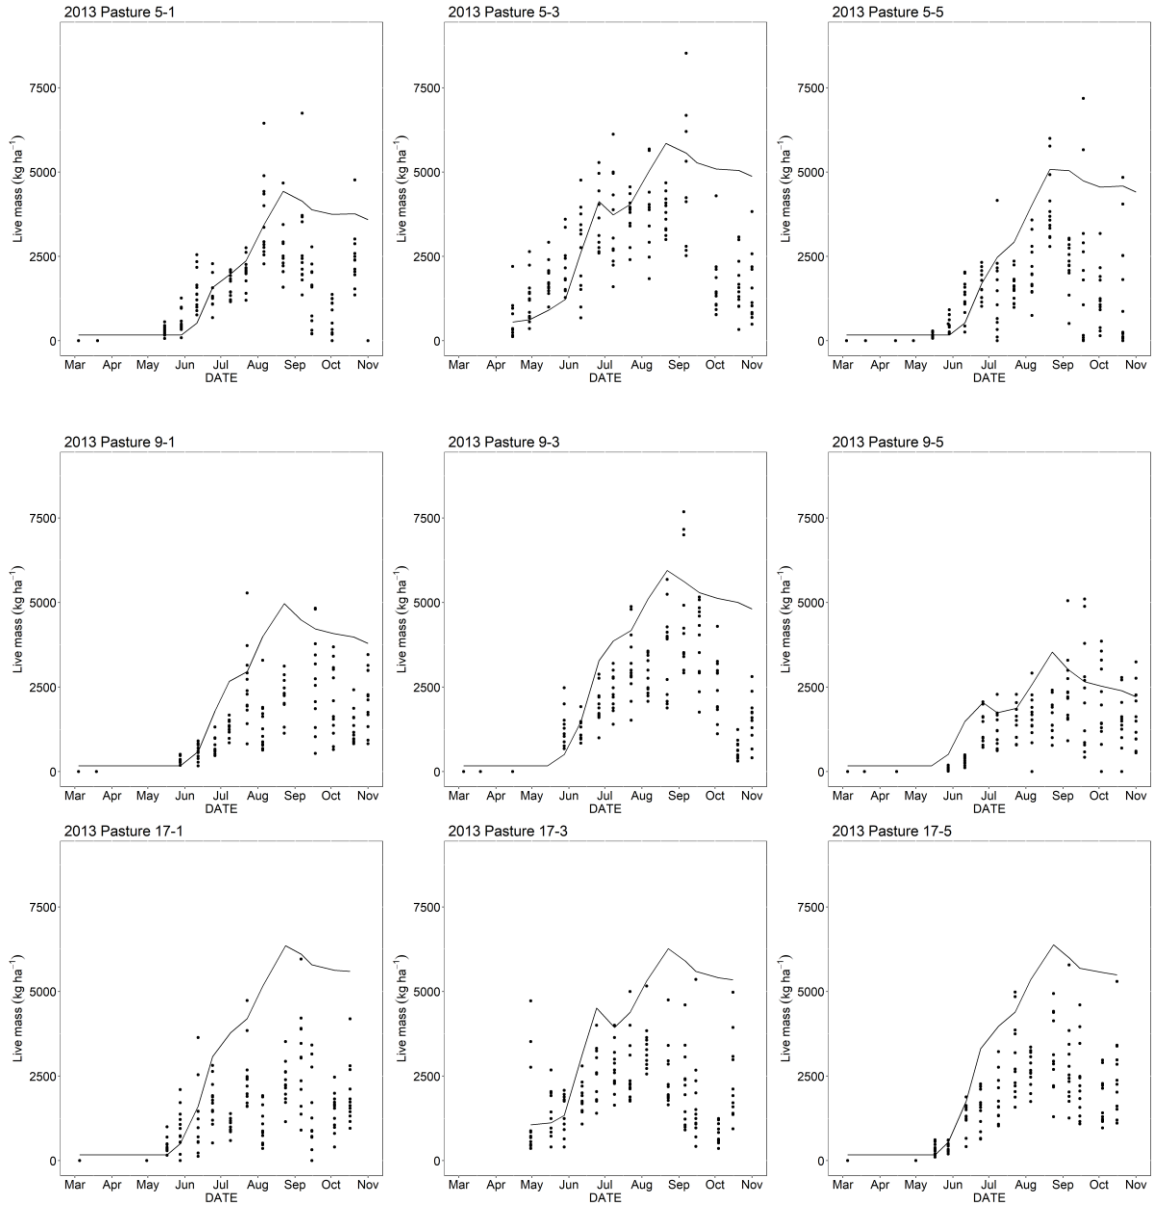 2013 Pasture 5-1
2013 Pasture 5-3
2013 Pasture 5-5
Live mass (kg ha⁻¹)
7500
5000
2500
0
Mar Apr May Jun Jul Aug Sep Oct Nov
DATE
Live mass (kg ha⁻¹)
7500
5000
2500
0
Mar Apr May Jun Jul Aug Sep Oct Nov
DATE
Live mass (kg ha⁻¹)
7500
5000
2500
0
Mar Apr May Jun Jul Aug Sep Oct Nov
DATE
2013 Pasture 9-1
2013 Pasture 9-3
2013 Pasture 9-5
Live mass (kg ha⁻¹)
7500
5000
2500
0
Mar Apr May Jun Jul Aug Sep Oct Nov
DATE
Live mass (kg ha⁻¹)
7500
5000
2500
0
Mar Apr May Jun Jul Aug Sep Oct Nov
DATE
Live mass (kg ha⁻¹)
7500
5000
2500
0
Mar Apr May Jun Jul Aug Sep Oct Nov
DATE
2013 Pasture 17-1
2013 Pasture 17-3
2013 Pasture 17-5
Live mass (kg ha⁻¹)
7500
5000
2500
0
Mar Apr May Jun Jul Aug Sep Oct Nov
DATE
Live mass (kg ha⁻¹)
7500
5000
2500
0
Mar Apr May Jun Jul Aug Sep Oct Nov
DATE
Live mass (kg ha⁻¹)
7500
5000
2500
0
Mar Apr May Jun Jul Aug Sep Oct Nov
DATE